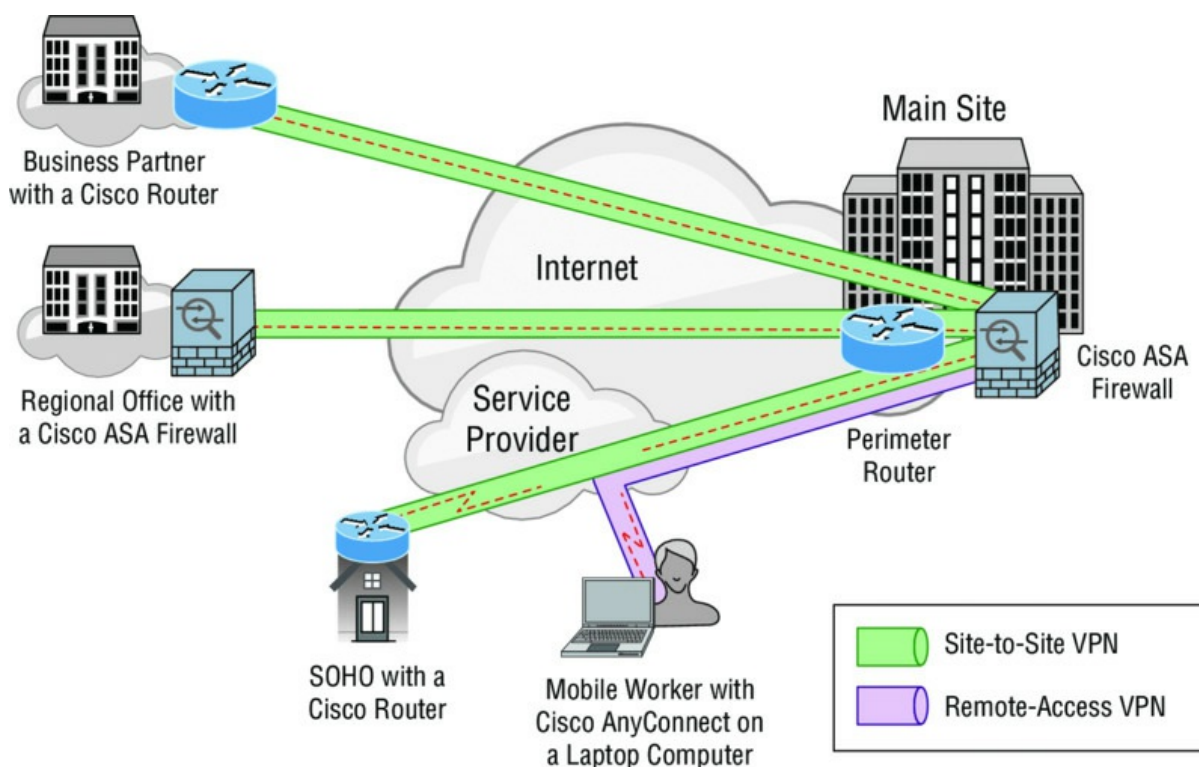 Main Site
Business Partner
with a Cisco Router
Internet
Cisco ASA
Firewall
Regional Office with
a Cisco ASA Firewall
Service
Provider
Perimeter
Router
SOHO with a
Cisco Router
Mobile Worker with
Cisco AnyConnect on
a Laptop Computer
Site-to-Site VPN
Remote-Access VPN